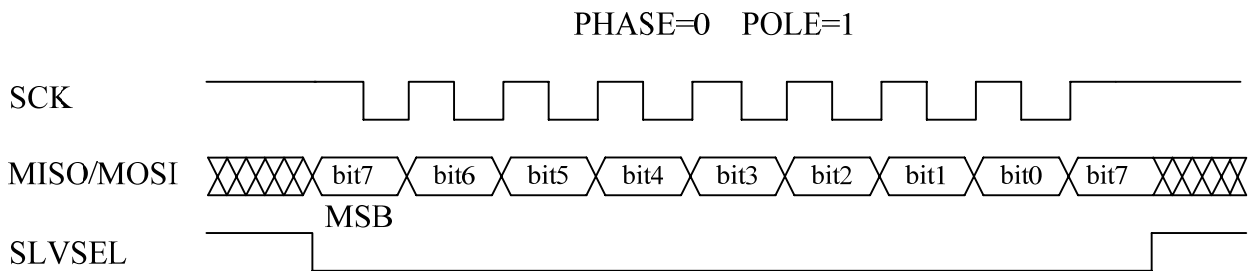 PHASE=0 POLE=1
SCK
MISO/MOSI bit7 bit6 bit5 bit4 bit3 bit2 bit1 bit0 bit7
MSB
SLVSEL